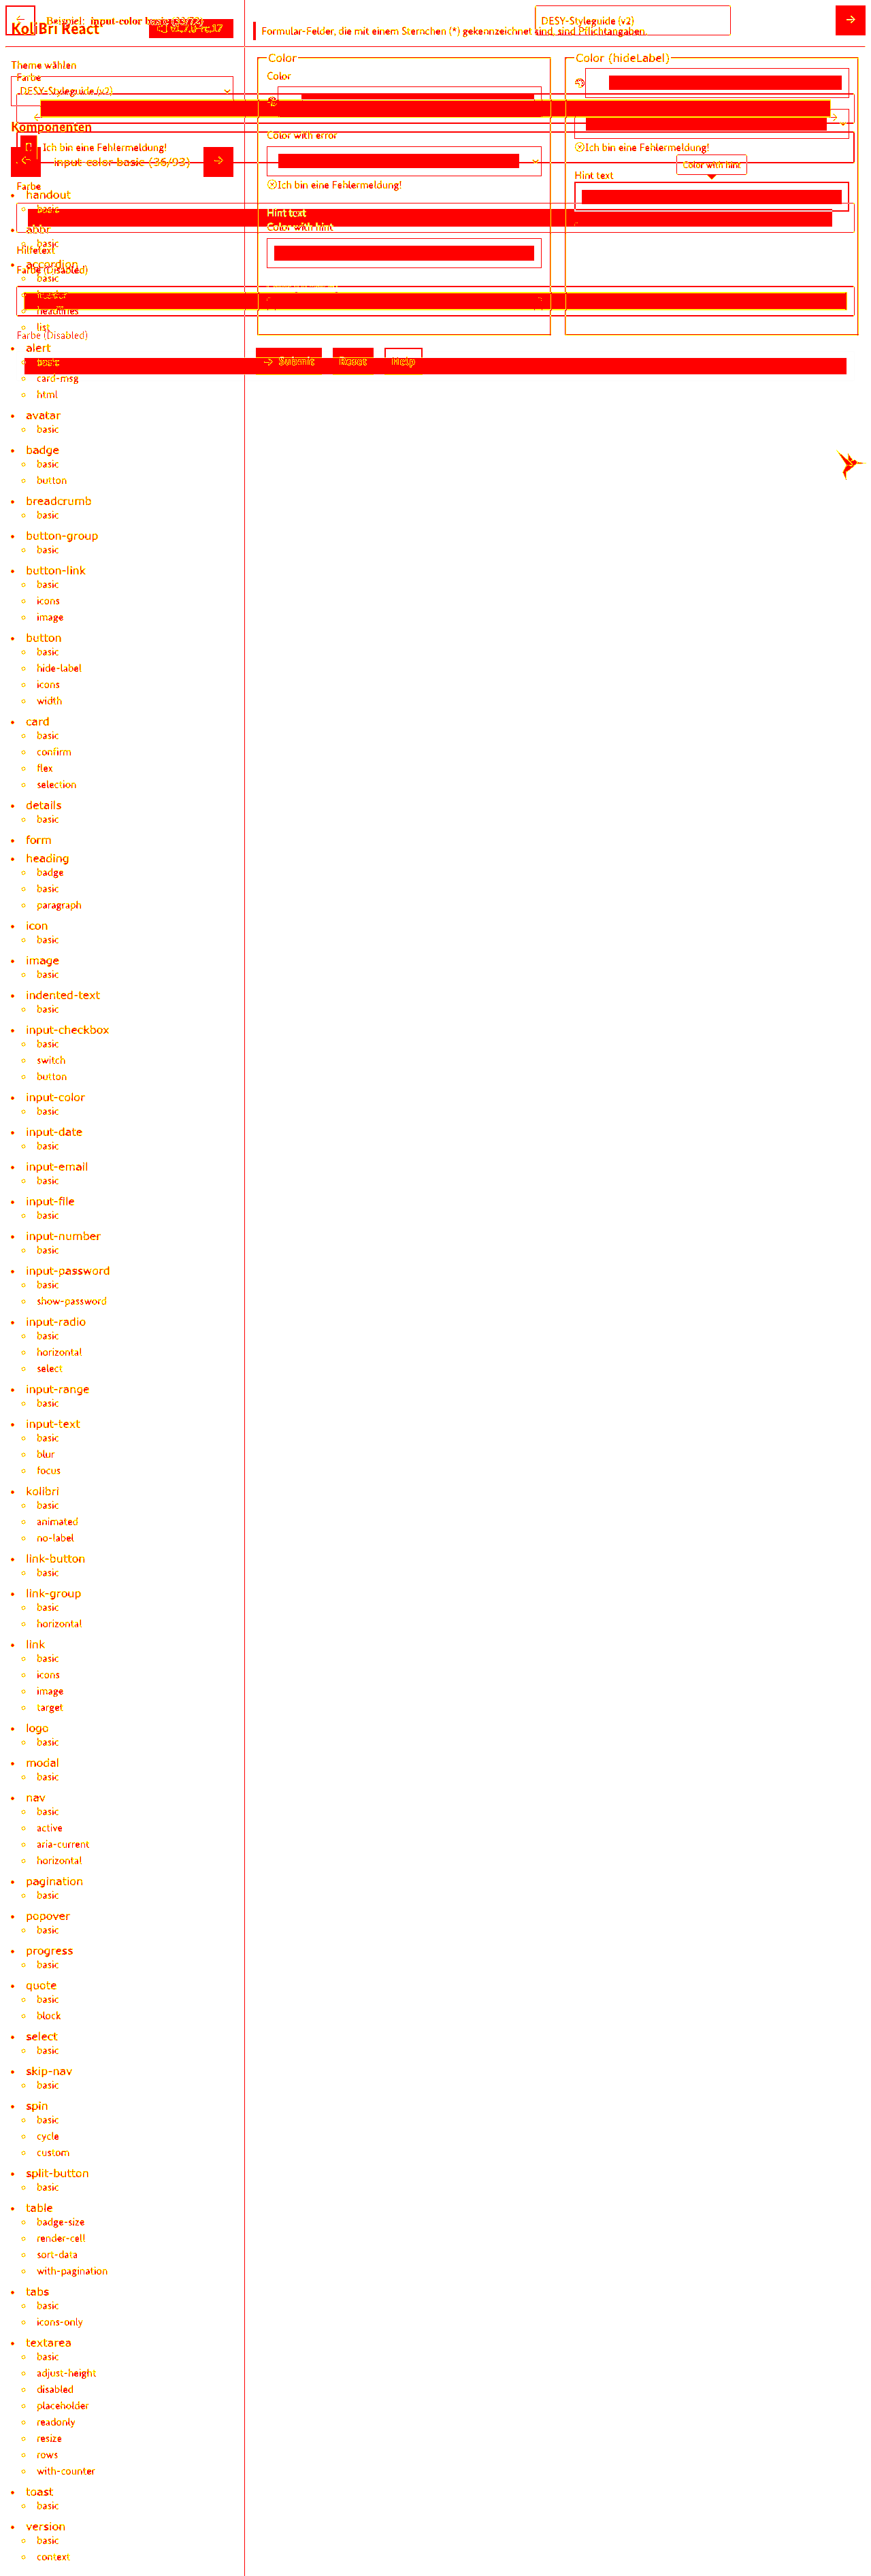 KoliBri React
Formular-Felder, die mit einem Sternchen (*) gekennzeichnet sind, sind Pflichtangaben.
DESY-Styleguide (v2)
Theme wählen
Farbe
DESY-Styleguide (v2)
Komponenten
Ich bin eine Fehlermeldung!
input-color basic (36/93)
Farbe
Hilfetext
Farbe (Disabled)
Farbe (Disabled)
Color
Color
Color with error
Ich bin eine Fehlermeldung!
Hint text
Color with hint
Color (hideLabel)
Ich bin eine Fehlermeldung!
Color with hint
Hint text
Submit
Reset
Help
handout
basic
abbr
basic
accordion
basic
header
headlines
list
alert
basic
card-msg
html
avatar
basic
badge
basic
button
breadcrumb
basic
button-group
basic
button-link
basic
icons
image
button
basic
hide-label
icons
width
card
basic
confirm
flex
selection
details
basic
form
heading
badge
basic
paragraph
icon
basic
image
basic
indented-text
basic
input-checkbox
basic
switch
button
input-color
basic
input-date
basic
input-email
basic
input-file
basic
input-number
basic
input-password
basic
show-password
input-radio
basic
horizontal
select
input-range
basic
input-text
basic
blur
focus
kolibri
basic
animated
no-label
link-button
basic
link-group
basic
horizontal
link
basic
icons
image
target
logo
basic
modal
basic
nav
basic
active
aria-current
horizontal
pagination
basic
popover
basic
progress
basic
quote
basic
block
select
basic
skip-nav
basic
spin
basic
cycle
custom
split-button
basic
table
badge-size
render-cell
sort-data
with-pagination
tabs
basic
icons-only
textarea
basic
adjust-height
disabled
placeholder
readonly
resize
rows
with-counter
toast
basic
version
basic
context